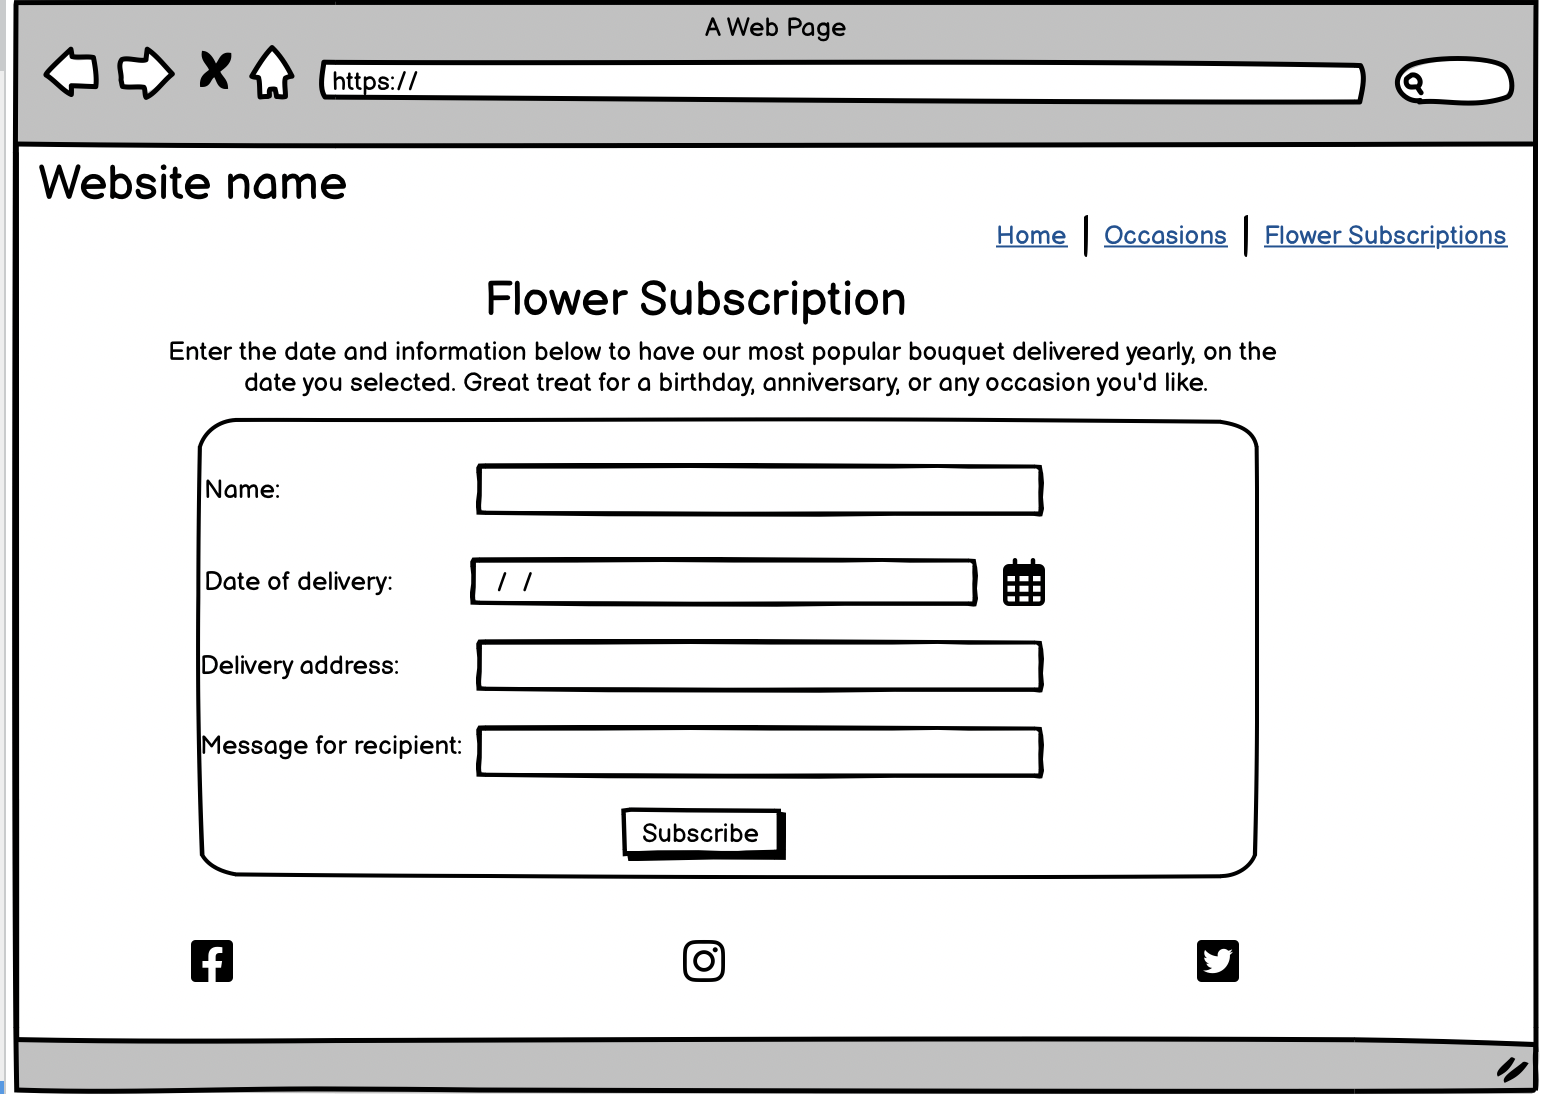 A Web Page
https://
Website name
Home
Occasions
Flower Subscriptions
Flower Subscription
Enter the date and information below to have our most popular bouquet delivered yearly, on the
date you selected. Great treat for a birthday, anniversary, or any occasion you'd like.
Name:
Date of delivery:
/ /
Delivery address:
Message for recipient:
Subscribe